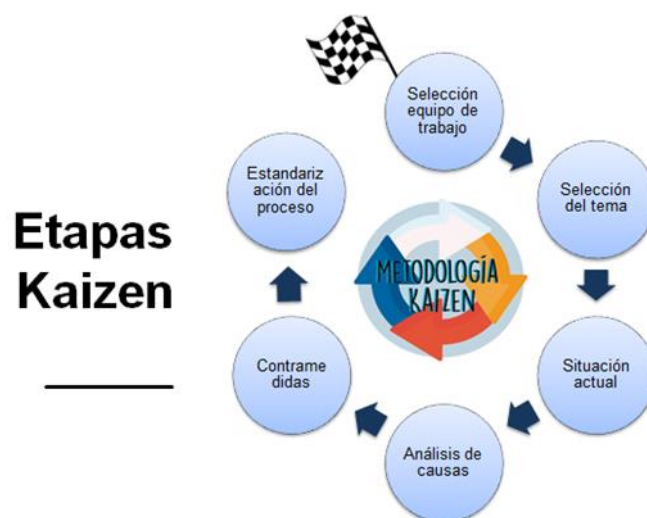 Etapas
Kaizen
Selección
equipo de
trabajo
Selección
del tema
Situación
actual
Análisis de
causas
Contrame
didas
Estandariz
ación del
proceso
METODOLOGÍA
KAIZEN